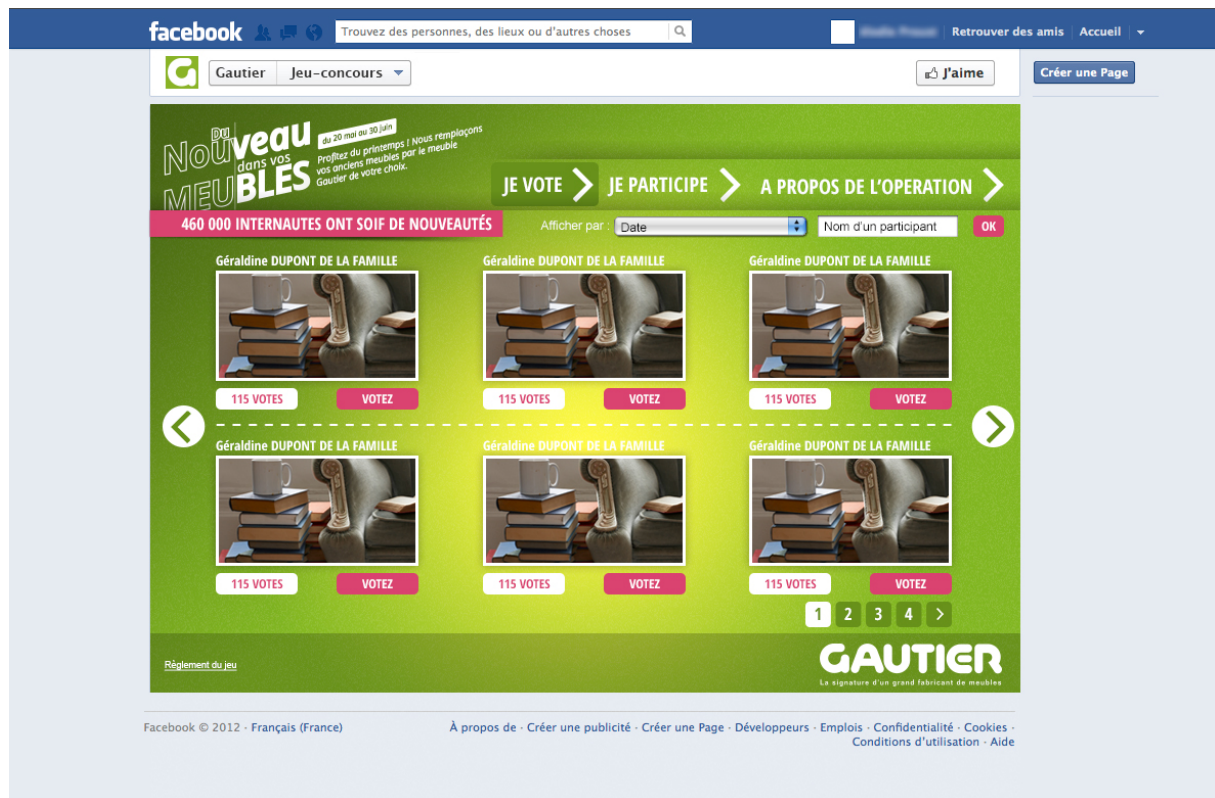 facebook
Trouvez des personnes, des lieux ou d'autres choses
Retrouver des amis
Accueil
Gautier
Jeu-concours
J'aime
Créer une Page
Du
NoUveau
dans vos
MEUBLES
du 20 mai au 30 juin
Profitez du printemps ! Nous remplaçons
vos anciens meubles par le meuble
Gautier de votre choix.
JE VOTE
JE PARTICIPE
A PROPOS DE L'OPERATION
460 000 INTERNAUTES ONT SOIF DE NOUVEAUTÉS
Afficher par :
Date
Nom d'un participant
OK
Géraldine DUPONT DE LA FAMILLE
Géraldine DUPONT DE LA FAMILLE
Géraldine DUPONT DE LA FAMILLE
115 VOTES
VOTEZ
115 VOTES
VOTEZ
115 VOTES
VOTEZ
Géraldine DUPONT DE LA FAMILLE
Géraldine DUPONT DE LA FAMILLE
Géraldine DUPONT DE LA FAMILLE
115 VOTES
VOTEZ
115 VOTES
VOTEZ
115 VOTES
VOTEZ
1 2 3 4 >
Règlement du jeu
GAUTIER
La signature d'un grand fabricant de meubles
Facebook © 2012 · Français (France)
À propos de · Créer une publicité · Créer une Page · Développeurs · Emplois · Confidentialité · Cookies ·
Conditions d'utilisation · Aide